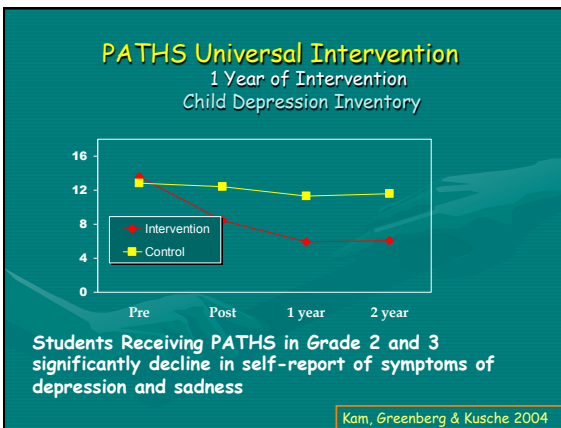 PATHS Universal Intervention
1 Year of Intervention
Child Depression Inventory
16
12
8
4
0
Intervention
Control
Pre Post 1 year 2 year
Students Receiving PATHS in Grade 2 and 3
significantly decline in self-report of symptoms of
depression and sadness
Kam, Greenberg & Kusche 2004